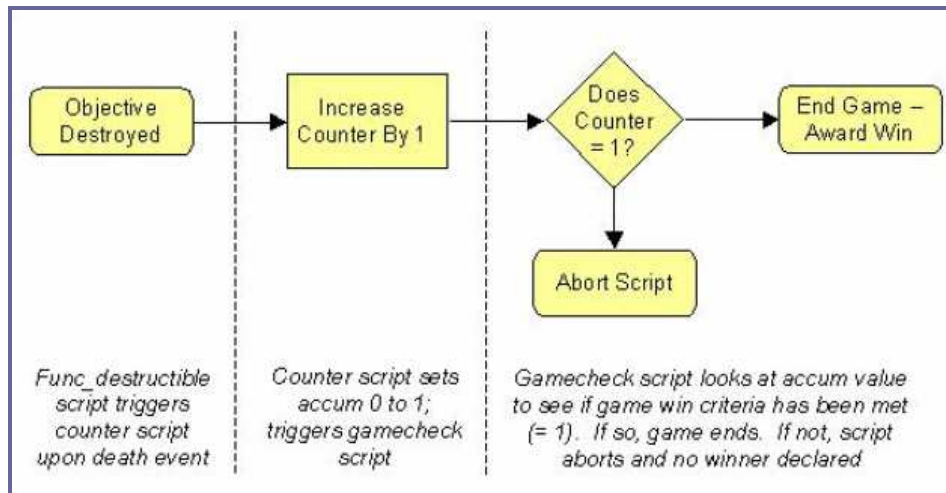 Objective
Destroyed
Increase
Counter By 1
Does
Counter
= 1?
End Game –
Award Win
Abort Script
Func_destructible
script triggers
counter script
upon death event
Counter script sets
accum 0 to 1;
triggers gamecheck
script
Gamecheck script looks at accum value
to see if game win criteria has been met
(= 1). If so, game ends. If not, script
aborts and no winner declared